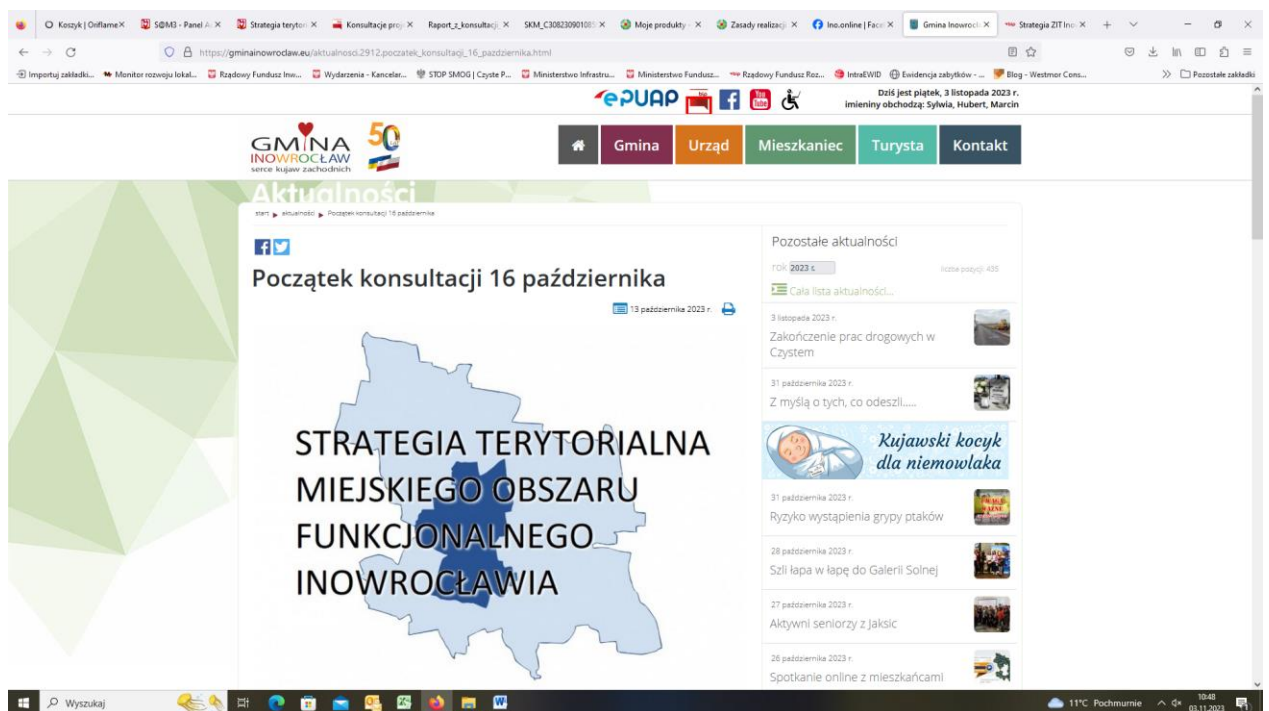 Koszyk | Oriflame
S@M3 - Panel A
Strategia teryton
Konsultacje proj
Raport_z_konsultacji
SKM_C30823090108
Moje produkty -
Zasady realizacji
Ino.online | Face
Gmina Inowrocł
Strategia ZIT Ino
https://gminainowroclaw.eu/aktualnosci.2912.poczatek_konsultacji_16_pazdziernika.html
Importuj zakładki...
Monitor rozwoju lokal...
Rządowy Fundusz Inw...
Wydarzenia - Kancelar...
STOP SMOG | Czyste P...
Ministerstwo Infrastru...
Ministerstwo Fundusz...
Rządowy Fundusz Roz...
IntraEWID
Ewidencja zabytków - ...
Blog - Westmor Cons...
Pozostałe zakładki
ePUAP
bip
You Tube
Dziś jest piątek, 3 listopada 2023 r.
imieniny obchodzą: Sylwia, Hubert, Marcin
GMINA
INOWROCŁAW
serce kujaw zachodnich
50
Gmina
Urząd
Mieszkaniec
Turysta
Kontakt
Aktualności
start
aktualności
Początek konsultacji 16 października
Początek konsultacji 16 października
13 października 2023 r.
STRATEGIA TERYTORIALNA
MIEJSKIEGO OBSZARU
FUNKCJONALNEGO
INOWROCŁAWIA
Pozostałe aktualności
rok 2023 r.
liczba pozycji: 435
Cała lista aktualności...
3 listopada 2023 r.
Zakończenie prac drogowych w
Czystem
31 października 2023 r.
Z myślą o tych, co odeszli.....
Kujawski kocyk
dla niemowlaka
31 października 2023 r.
Ryzyko wystąpienia grypy ptaków
28 października 2023 r.
Szli łapa w łapę do Galerii Solnej
27 października 2023 r.
Aktywni seniorzy z Jaksic
26 października 2023 r.
Spotkanie online z mieszkańcami
Wyszukaj
11°C Pochmurnie
10:48
03.11.2023